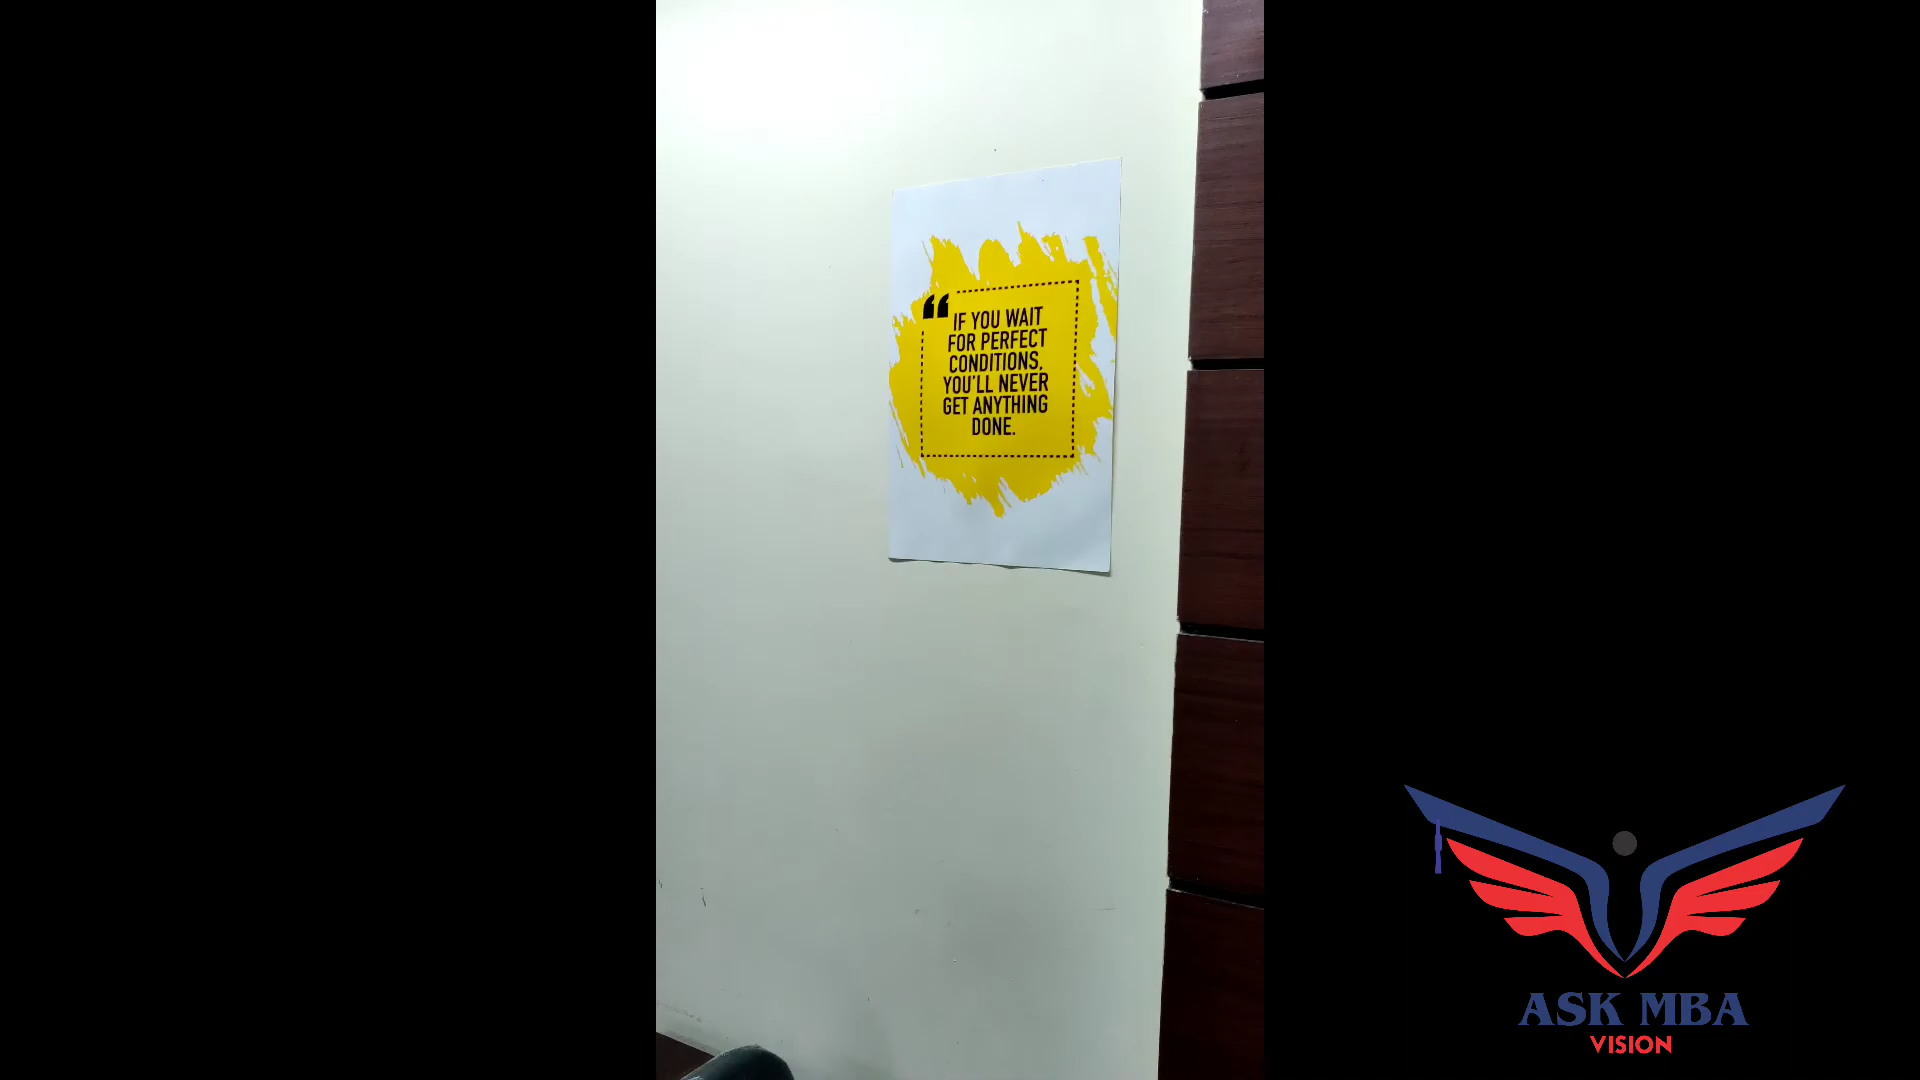 “
IF YOU WAIT
FOR PERFECT
CONDITIONS,
YOU'LL NEVER
GET ANYTHING
DONE.
ASK MBA
VISION